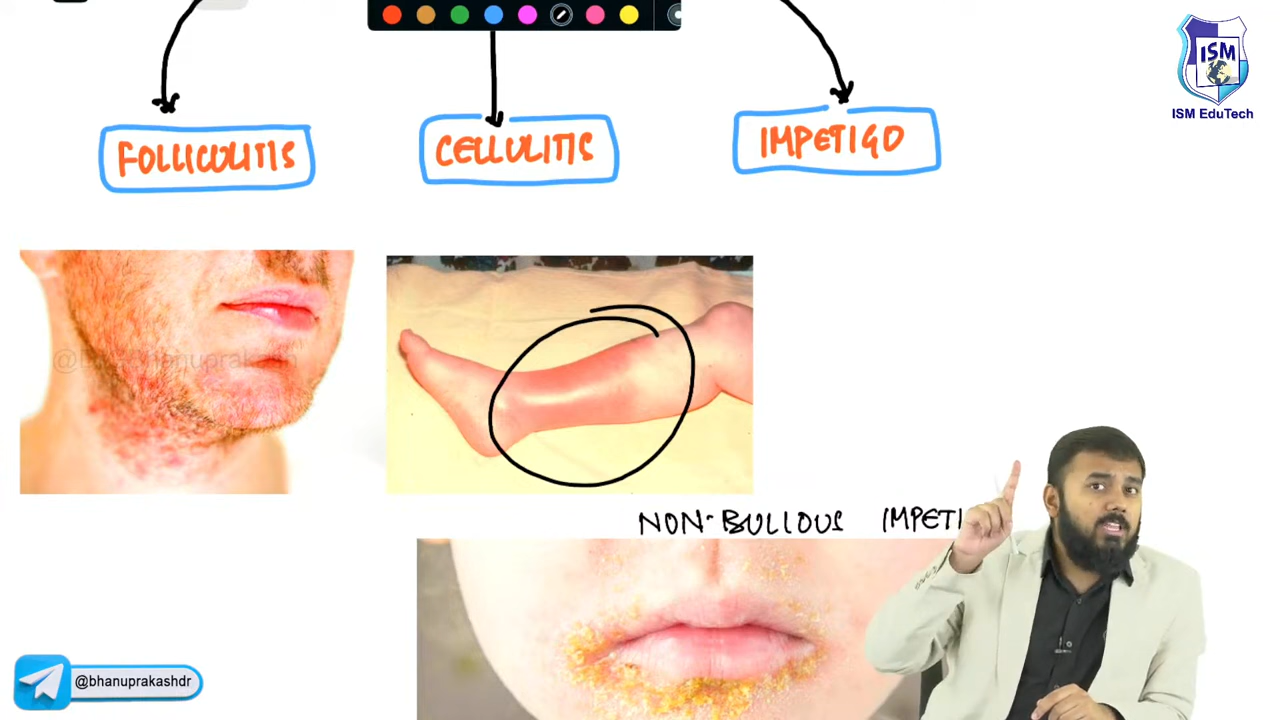 ISM
ISM EduTech
FOLLICULITIS
CELLULITIS
IMPETIGO
NON-BULLOUS IMPETI
@bhanuprakashdr